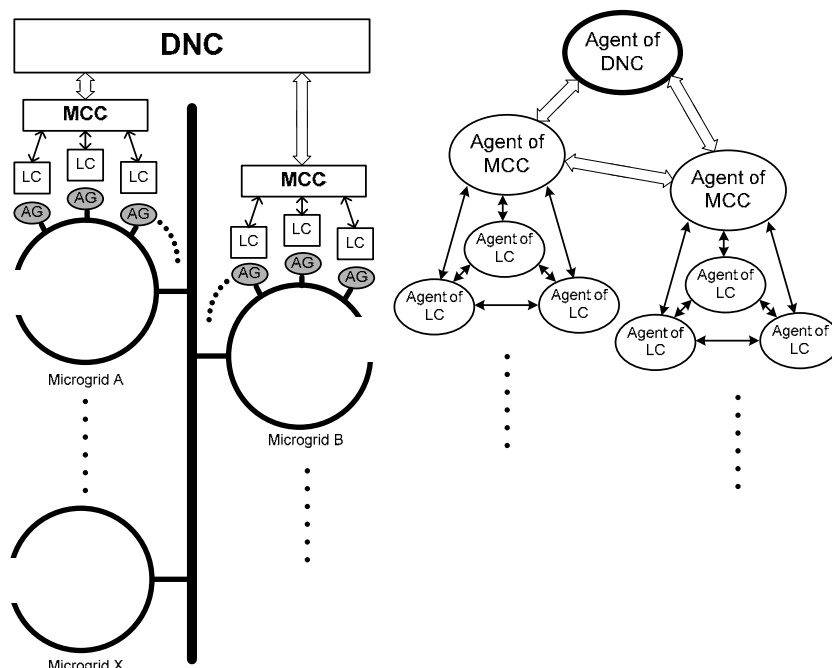 DNC
MCC
LC
LC
LC
AG
AG
AG
Microgrid A
MCC
LC
LC
LC
AG
AG
AG
Microgrid B
Microgrid X
Agent of
DNC
Agent of
MCC
Agent of
MCC
Agent of
LC
Agent of
LC
Agent of
LC
Agent of
LC
Agent of
LC
Agent of
LC